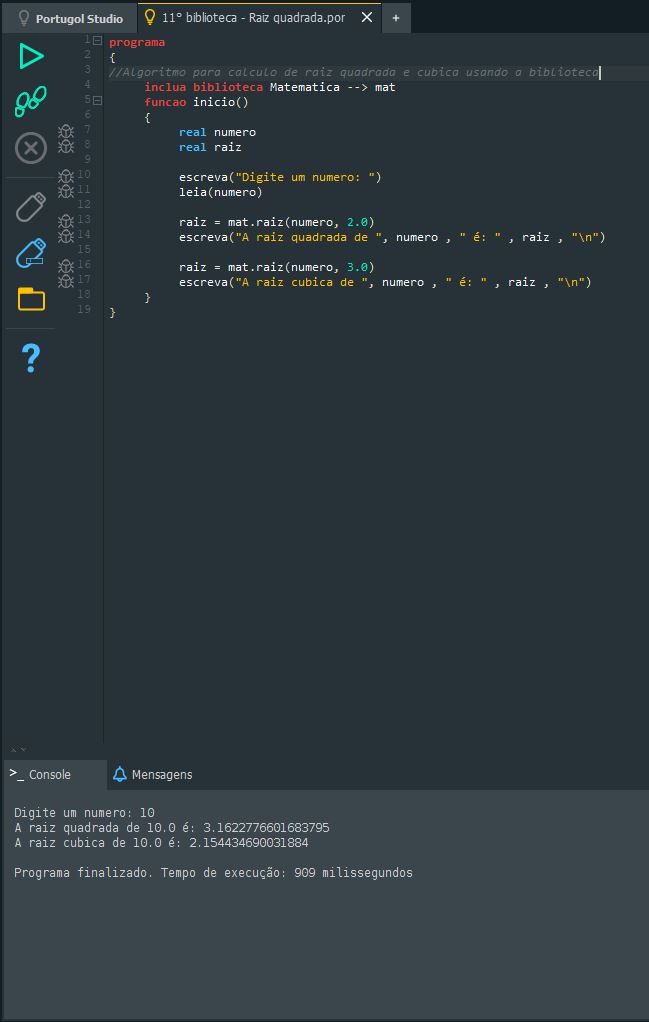 Portugol Studio
11º biblioteca - Raiz quadrada.por
+
1 programa
2 {
3 //Algoritmo para calculo de raiz quadrada e cubica usando a biblioteca
4 inclua biblioteca Matematica --> mat
5 funcao inicio()
6 {
7 real numero
8 real raiz
9
10 escreva("Digite um numero: ")
11 leia(numero)
12
13 raiz = mat.raiz(numero, 2.0)
14 escreva("A raiz quadrada de ", numero , " é: " , raiz , "\n")
15
16 raiz = mat.raiz(numero, 3.0)
17 escreva("A raiz cubica de ", numero , " é: " , raiz , "\n")
18 }
19 }
?
>_ Console
Mensagens
Digite um numero: 10
A raiz quadrada de 10.0 é: 3.1622776601683795
A raiz cubica de 10.0 é: 2.154434690031884
Programa finalizado. Tempo de execução: 909 milissegundos